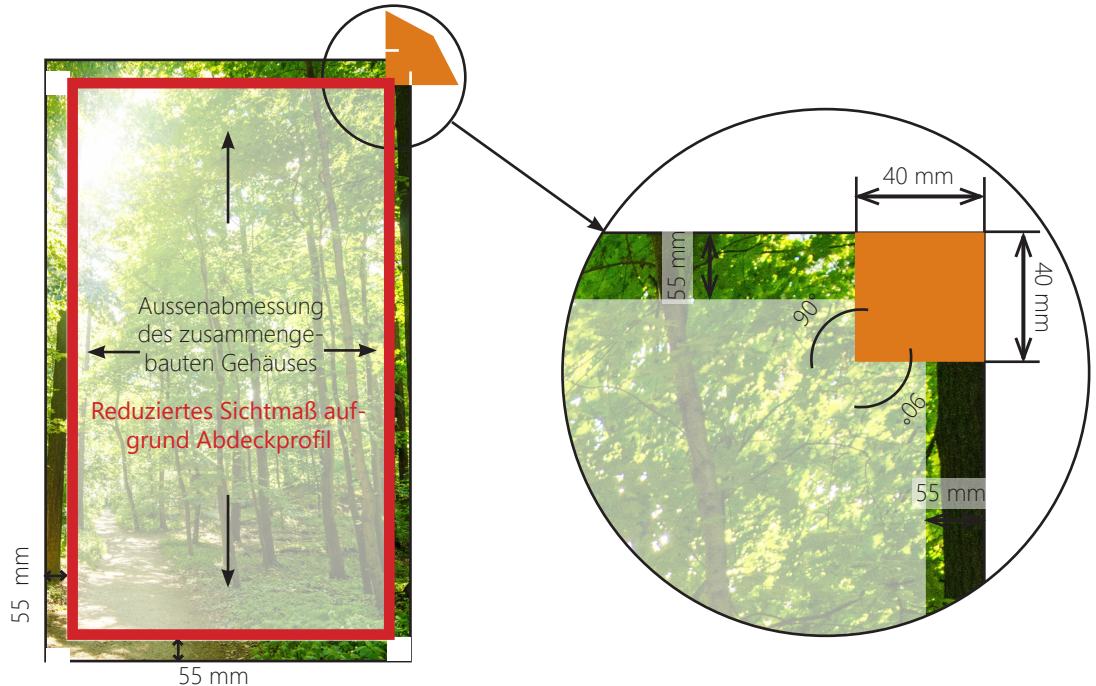 Aussenabmessung
des zusammenge-
bauten Gehäuses
Reduziertes Sichtmaß auf-
grund Abdeckprofil
55 mm
55 mm
40 mm
40 mm
55 mm
90°
90°
55 mm